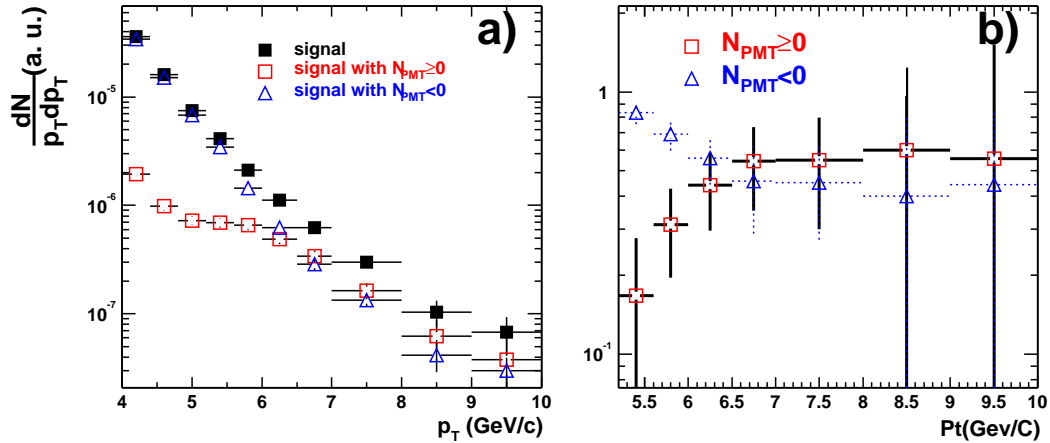 a)
signal
signal with N_PMT≥0
signal with N_PMT<0
dN
p_T dp_T
(a. u.)
10^-5
10^-6
10^-7
4 5 6 7 8 9 10
p_T (GeV/c)
b)
N_PMT≥0
N_PMT<0
1
10^-1
5.5 6 6.5 7 7.5 8 8.5 9 9.5 10
Pt(Gev/C)